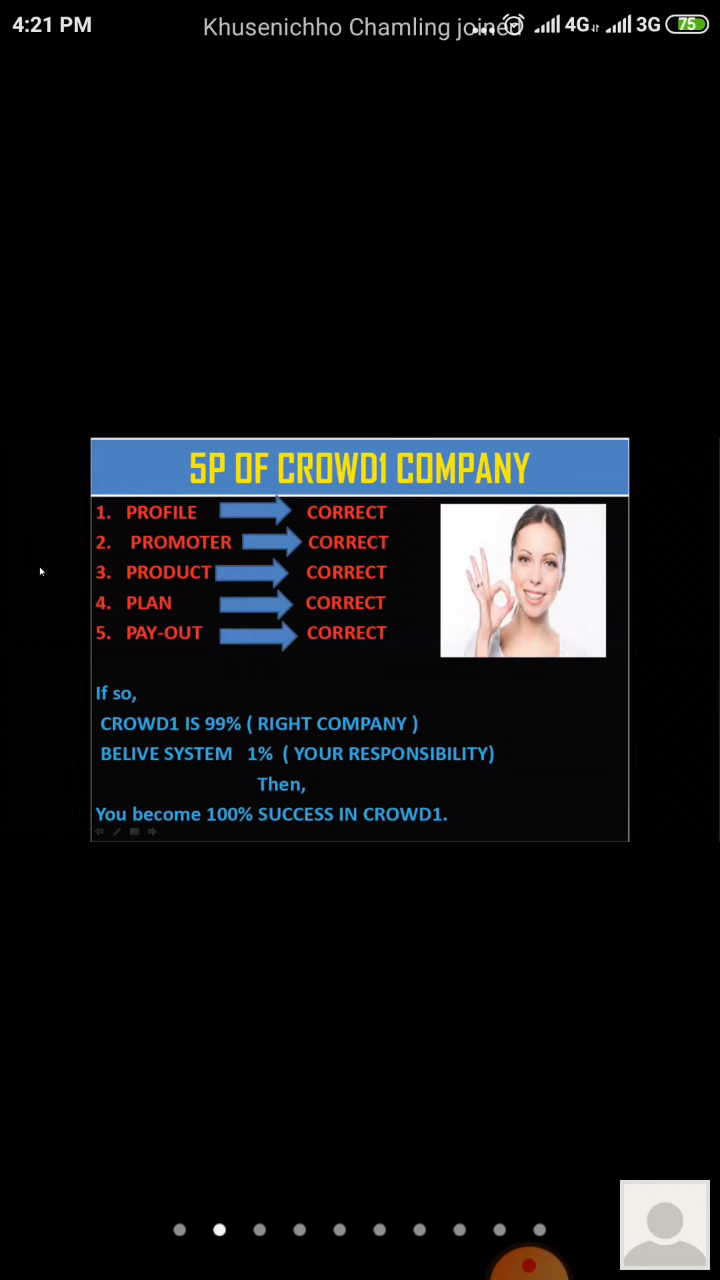 4:21 PM
Khusenichho Chamling joined
4G
3G
75
5P OF CROWD1 COMPANY
1. PROFILE CORRECT
2. PROMOTER CORRECT
3. PRODUCT CORRECT
4. PLAN CORRECT
5. PAY-OUT CORRECT
If so,
CROWD1 IS 99% ( RIGHT COMPANY )
BELIVE SYSTEM 1% ( YOUR RESPONSIBILITY)
Then,
You become 100% SUCCESS IN CROWD1.